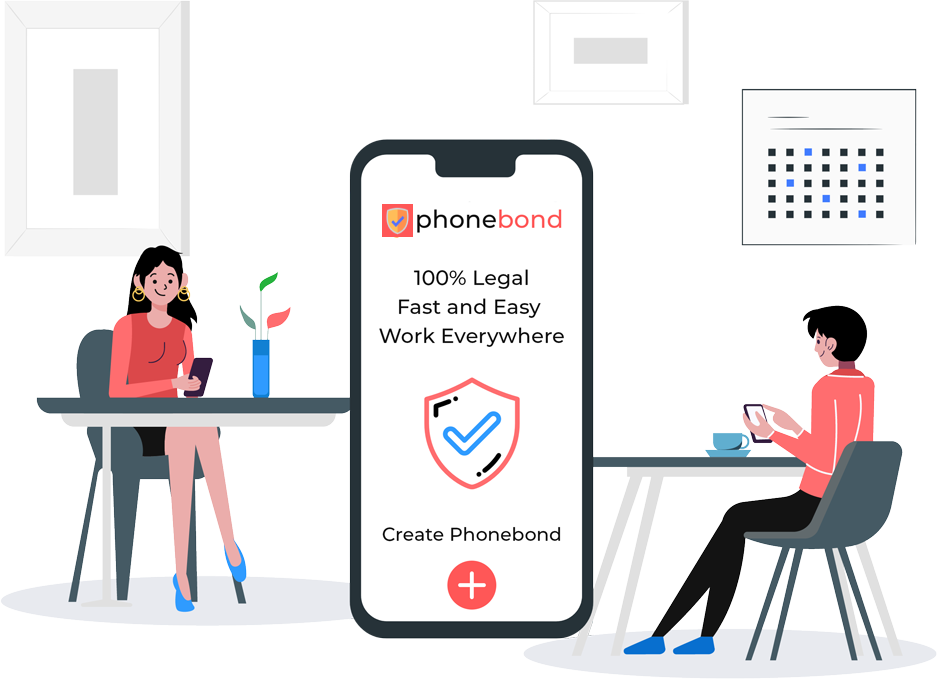 phonebond
100% Legal
Fast and Easy
Work Everywhere
Create Phonebond